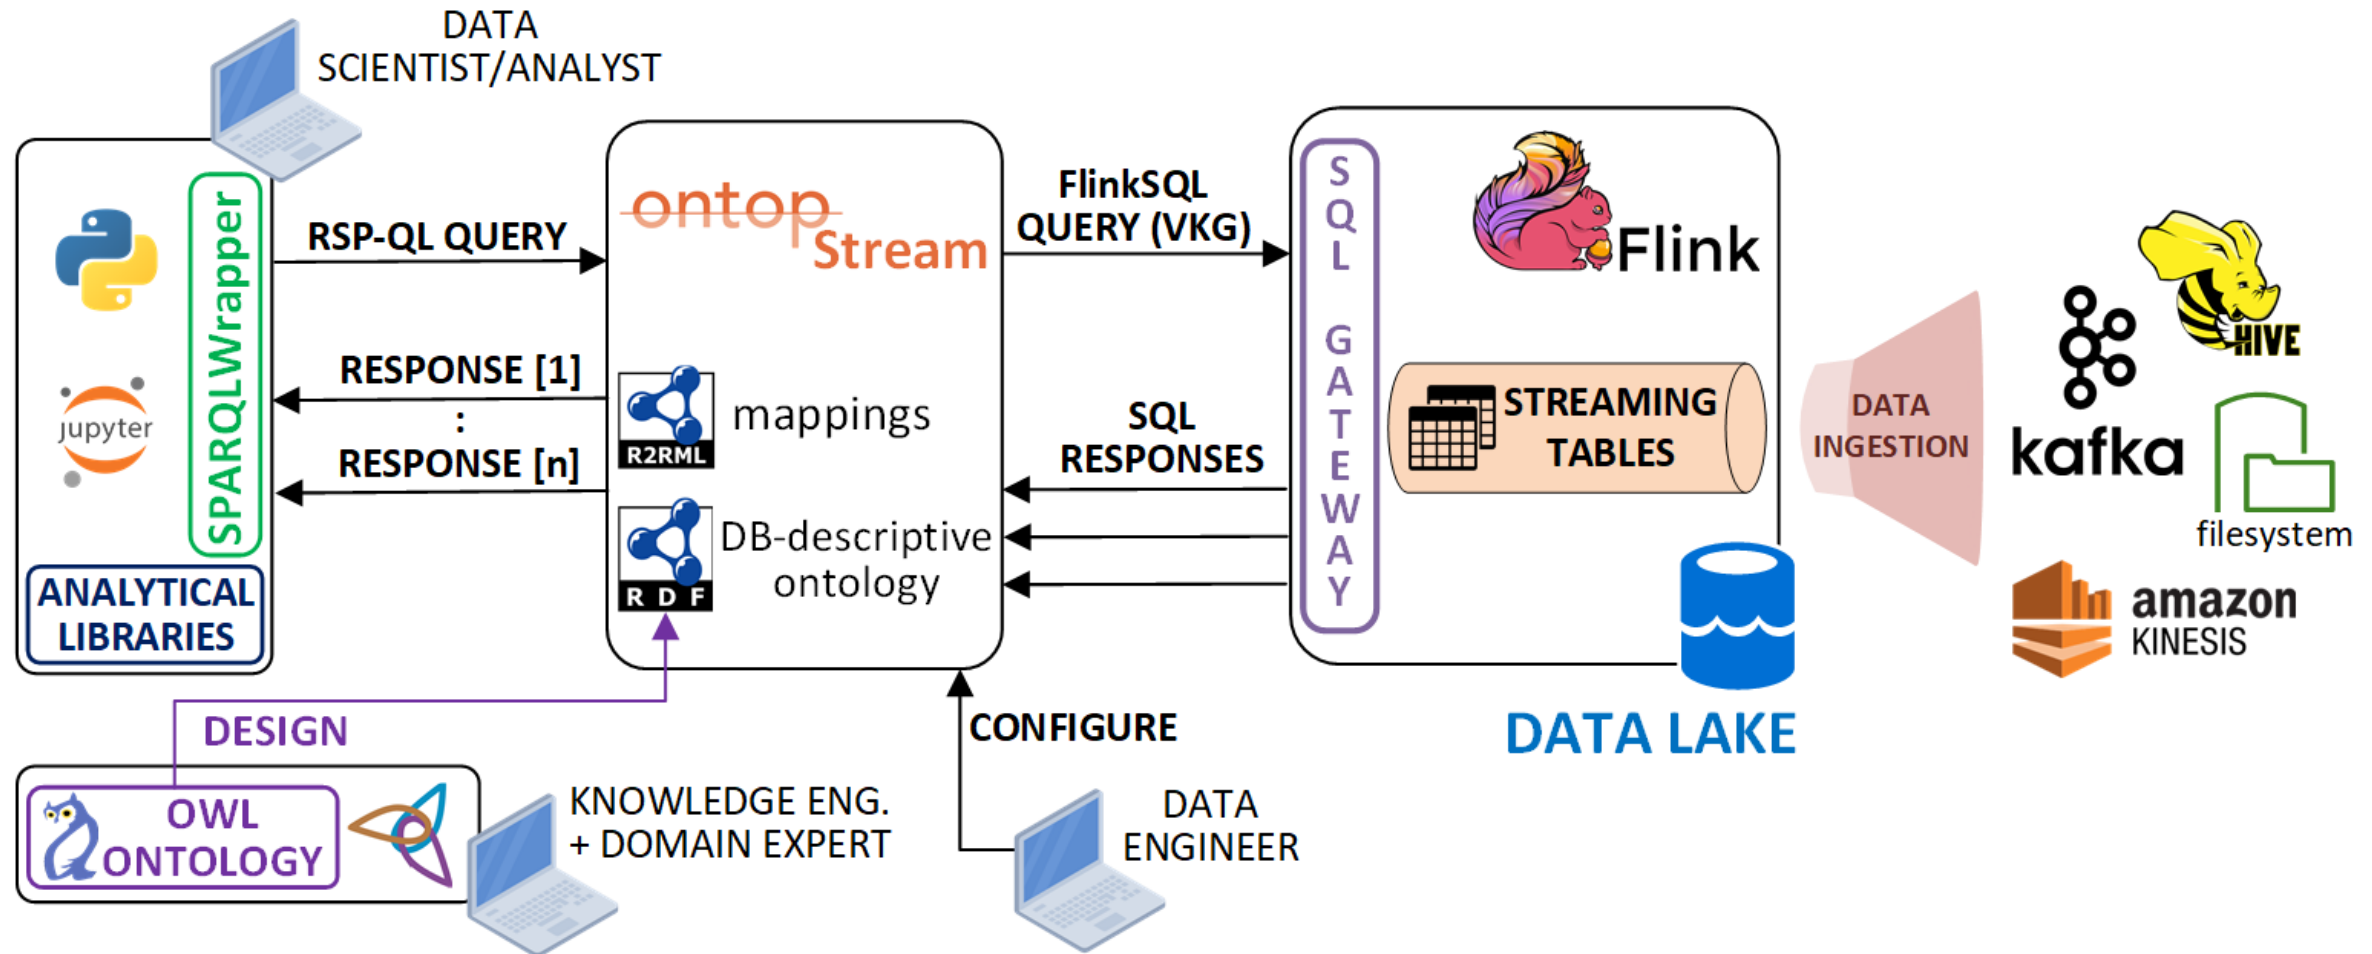 DATA
SCIENTIST/ANALYST
SPARQLWrapper
jupyter
ANALYTICAL
LIBRARIES
RSP-QL QUERY
RESPONSE [1]
:
RESPONSE [n]
ontop
Stream
R2RML
mappings
RDF
DB-descriptive
ontology
FlinkSQL
QUERY (VKG)
SQL
RESPONSES
SQL GATEWAY
Flink
STREAMING
TABLES
DATA LAKE
DATA
INGESTION
HIVE
kafka
filesystem
amazon
KINESIS
DESIGN
OWL
ONTOLOGY
KNOWLEDGE ENG.
+ DOMAIN EXPERT
CONFIGURE
DATA
ENGINEER